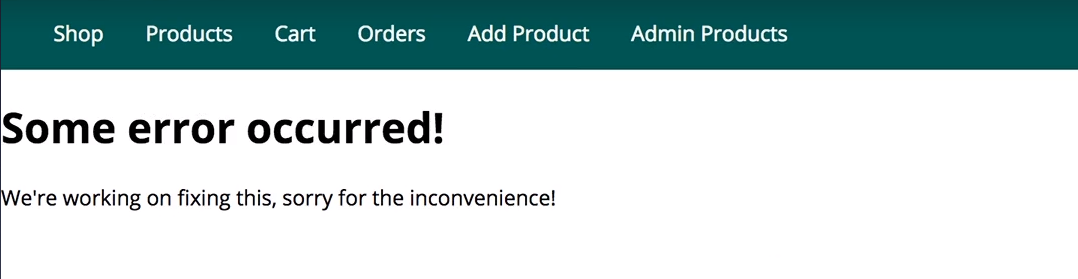 Shop Products Cart Orders Add Product Admin Products
Some error occurred!
We're working on fixing this, sorry for the inconvenience!